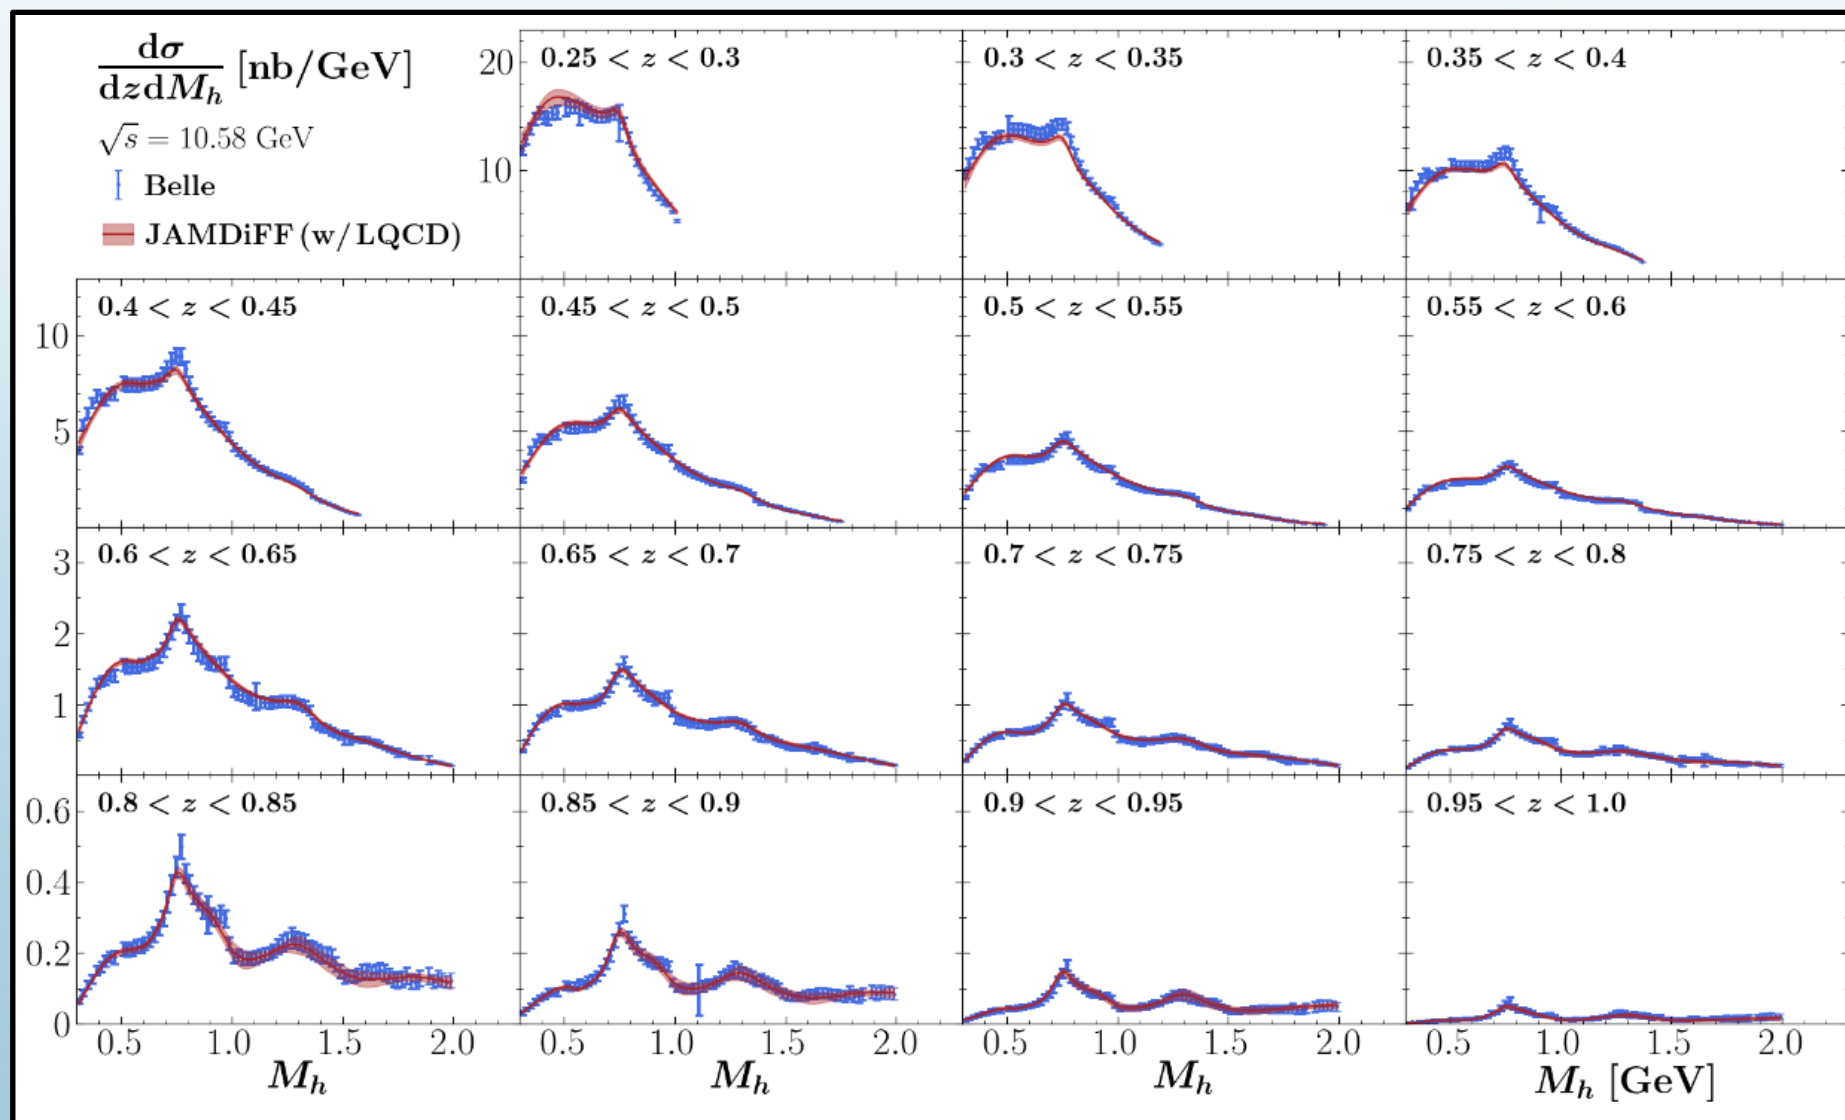 dσ
dzdM_h [nb/GeV]
√s = 10.58 GeV
Belle
JAMDiFF (w/ LQCD)
20
10
0.25 < z < 0.3
0.3 < z < 0.35
0.35 < z < 0.4
10
5
0.4 < z < 0.45
0.45 < z < 0.5
0.5 < z < 0.55
0.55 < z < 0.6
3
2
1
0.6 < z < 0.65
0.65 < z < 0.7
0.7 < z < 0.75
0.75 < z < 0.8
0.6
0.4
0.2
0
0.8 < z < 0.85
0.85 < z < 0.9
0.9 < z < 0.95
0.95 < z < 1.0
0.5 1.0 1.5 2.0
0.5 1.0 1.5 2.0
0.5 1.0 1.5 2.0
0.5 1.0 1.5 2.0
M_h
M_h
M_h
M_h [GeV]